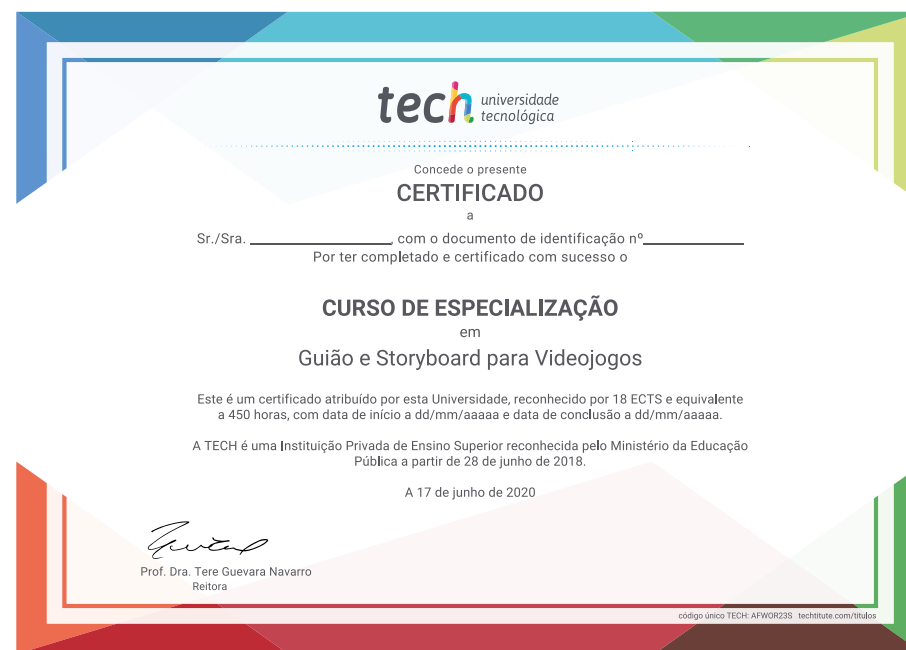 tech universidade
tecnológica
Concede o presente
CERTIFICADO
a
Sr./Sra. ____________________, com o documento de identificação nº______________
Por ter completado e certificado com sucesso o
CURSO DE ESPECIALIZAÇÃO
em
Guião e Storyboard para Videojogos
Este é um certificado atribuído por esta Universidade, reconhecido por 18 ECTS e equivalente
a 450 horas, com data de início a dd/mm/aaaaa e data de conclusão a dd/mm/aaaaa.
A TECH é uma Instituição Privada de Ensino Superior reconhecida pelo Ministério da Educação
Pública a partir de 28 de junho de 2018.
A 17 de junho de 2020
Prof. Dra. Tere Guevara Navarro
Reitora
código único TECH: AFWOR23S techtitute.com/titulos